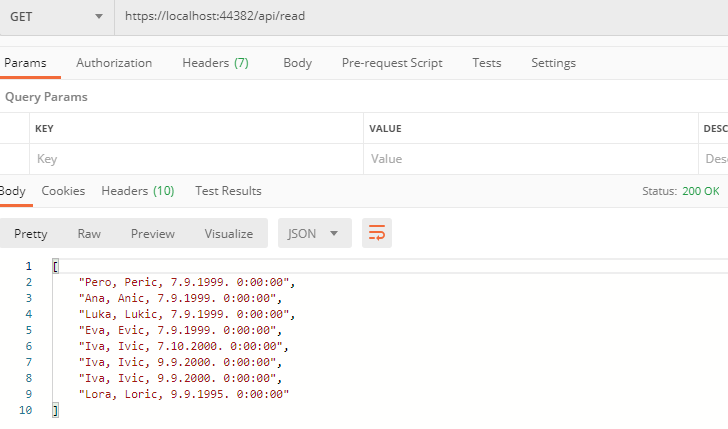 GET https://localhost:44382/api/read
Params Authorization Headers (7) Body Pre-request Script Tests Settings
Query Params
KEY VALUE DESC
Key Value Des
Body Cookies Headers (10) Test Results Status: 200 OK
Pretty Raw Preview Visualize JSON
1 [
2 "Pero, Peric, 7.9.1999. 0:00:00",
3 "Ana, Anic, 7.9.1999. 0:00:00",
4 "Luka, Lukic, 7.9.1999. 0:00:00",
5 "Eva, Evic, 7.9.1999. 0:00:00",
6 "Iva, Ivic, 7.10.2000. 0:00:00",
7 "Iva, Ivic, 9.9.2000. 0:00:00",
8 "Iva, Ivic, 9.9.2000. 0:00:00",
9 "Lora, Loric, 9.9.1995. 0:00:00"
10 ]